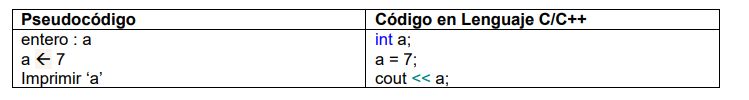 Pseudocódigo Código en Lenguaje C/C++
entero : a int a;
a ← 7 a = 7;
Imprimir ‘a’ cout << a;